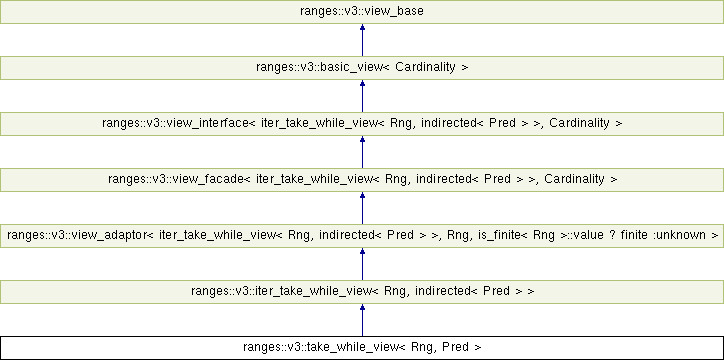 ranges::v3::view_base
ranges::v3::basic_view< Cardinality >
ranges::v3::view_interface< iter_take_while_view< Rng, indirected< Pred > >, Cardinality >
ranges::v3::view_facade< iter_take_while_view< Rng, indirected< Pred > >, Cardinality >
ranges::v3::view_adaptor< iter_take_while_view< Rng, indirected< Pred > >, Rng, is_finite< Rng >::value ? finite :unknown >
ranges::v3::iter_take_while_view< Rng, indirected< Pred > >
ranges::v3::take_while_view< Rng, Pred >